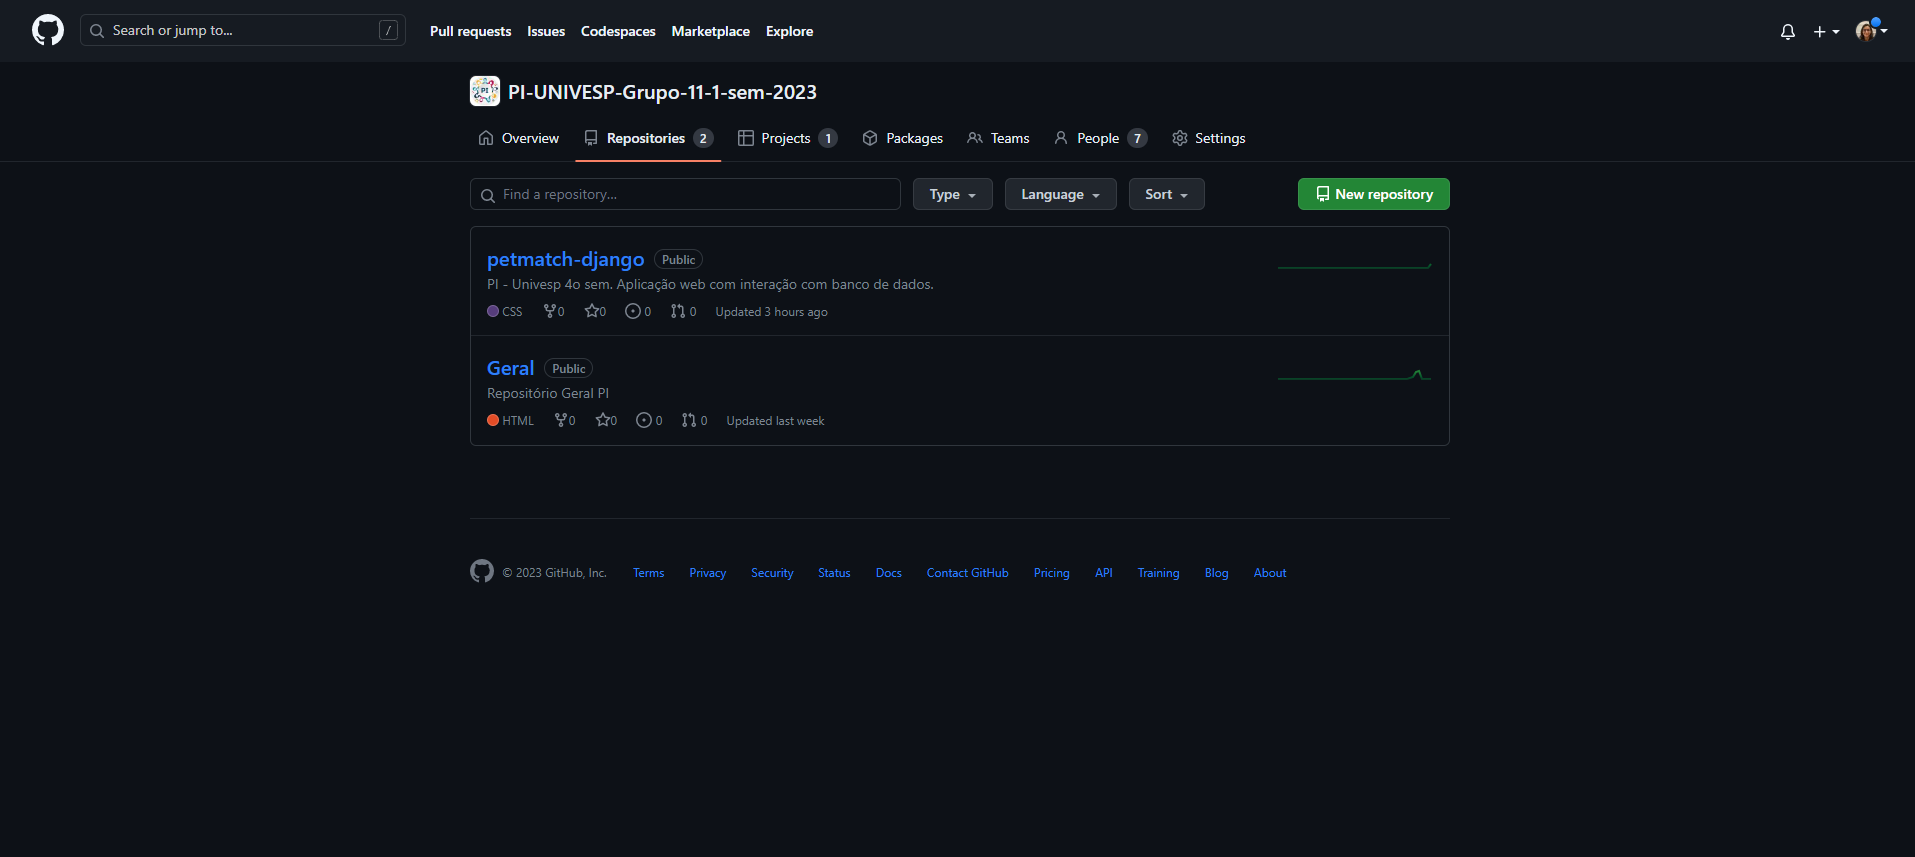 Search or jump to... /
Pull requests Issues Codespaces Marketplace Explore
PI PI-UNIVESP-Grupo-11-1-sem-2023
Overview Repositories 2 Projects 1 Packages Teams People 7 Settings
Find a repository... Type Language Sort New repository
petmatch-django Public
PI - Univesp 4o sem. Aplicação web com interação com banco de dados.
CSS 0 0 0 0 Updated 3 hours ago
Geral Public
Repositório Geral PI
HTML 0 0 0 0 Updated last week
© 2023 GitHub, Inc. Terms Privacy Security Status Docs Contact GitHub Pricing API Training Blog About